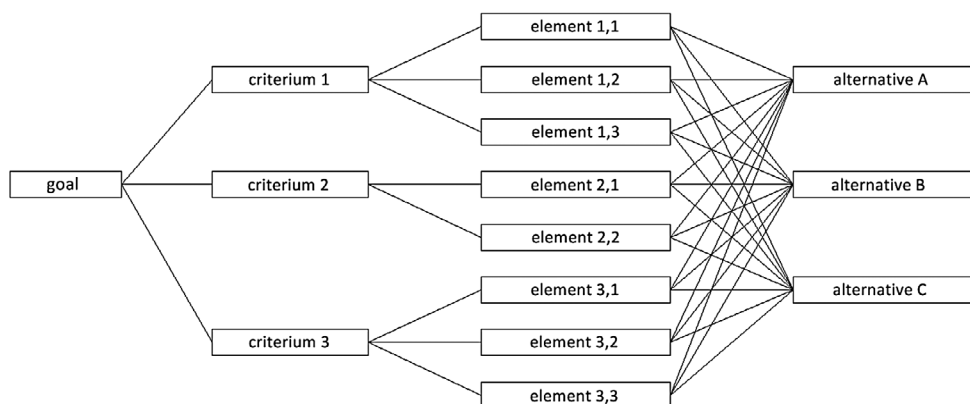 goal
criterium 1
criterium 2
criterium 3
element 1,1
element 1,2
element 1,3
element 2,1
element 2,2
element 3,1
element 3,2
element 3,3
alternative A
alternative B
alternative C